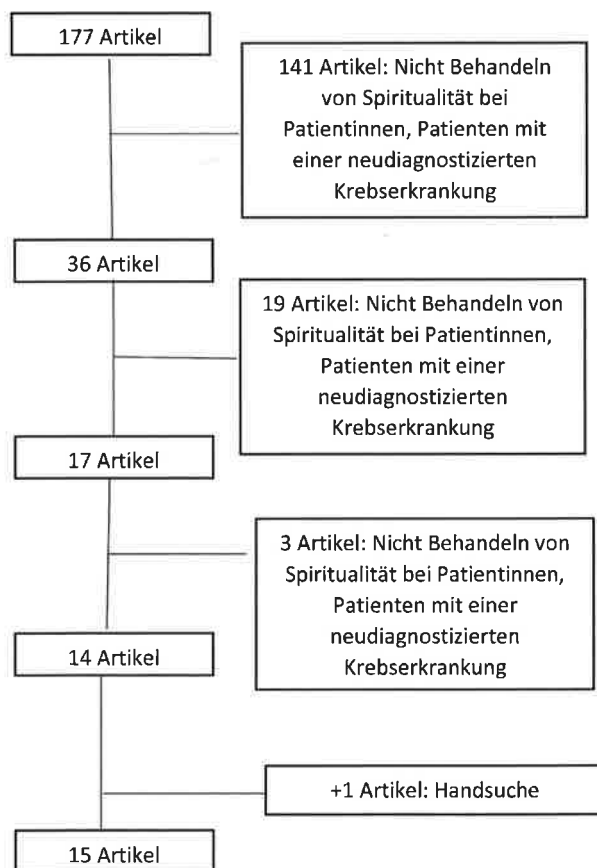 177 Artikel
141 Artikel: Nicht Behandeln
von Spiritualität bei
Patientinnen, Patienten mit
einer neudiagnostizierten
Krebserkrankung
36 Artikel
19 Artikel: Nicht Behandeln von
Spiritualität bei Patientinnen,
Patienten mit einer
neudiagnostizierten
Krebserkrankung
17 Artikel
3 Artikel: Nicht Behandeln von
Spiritualität bei Patientinnen,
Patienten mit einer
neudiagnostizierten
Krebserkrankung
14 Artikel
+1 Artikel: Handsuche
15 Artikel